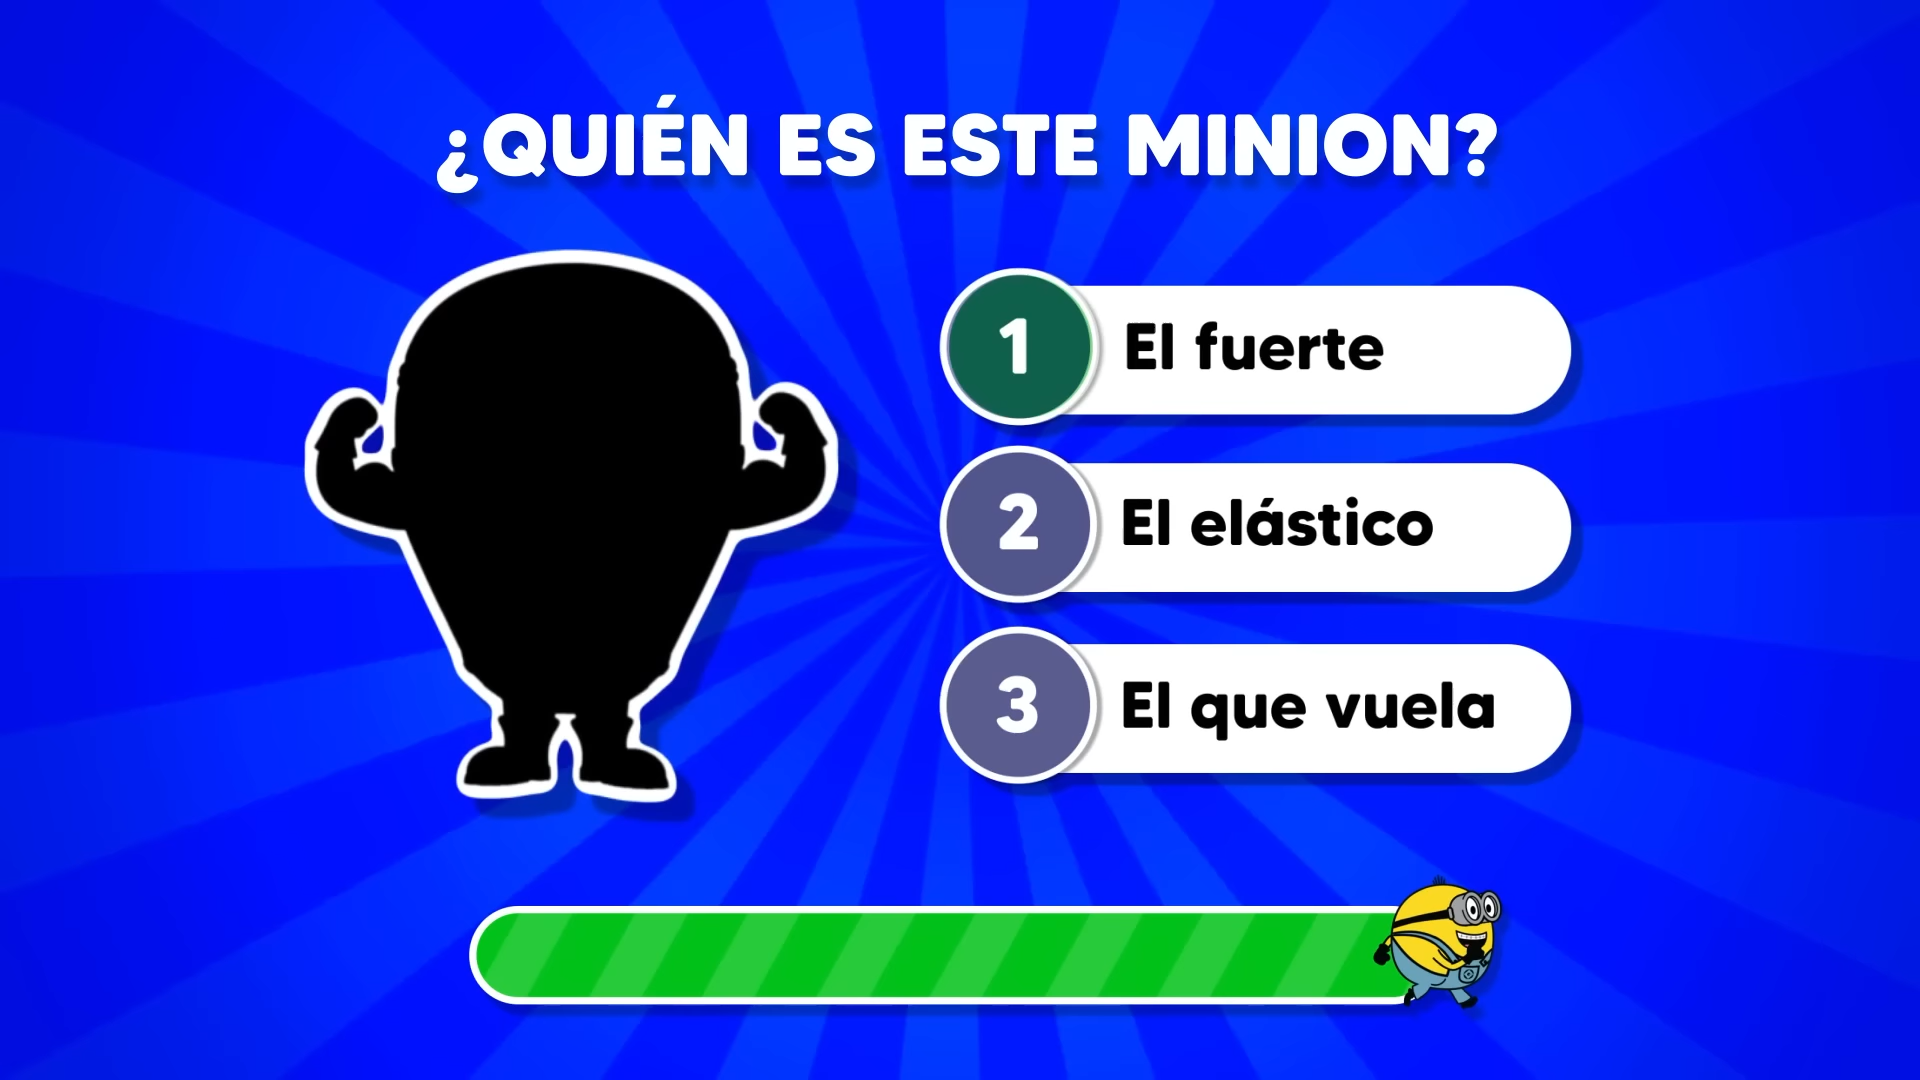 ¿QUIÉN ES ESTE MINION?
1 El fuerte
2 El elástico
3 El que vuela